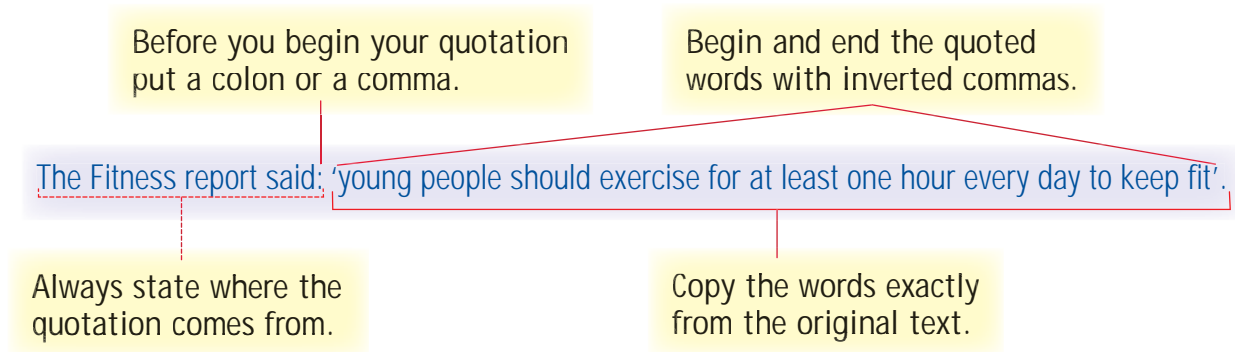 Before you begin your quotation
put a colon or a comma.
Begin and end the quoted
words with inverted commas.
The Fitness report said: ‘young people should exercise for at least one hour every day to keep fit’.
Always state where the
quotation comes from.
Copy the words exactly
from the original text.